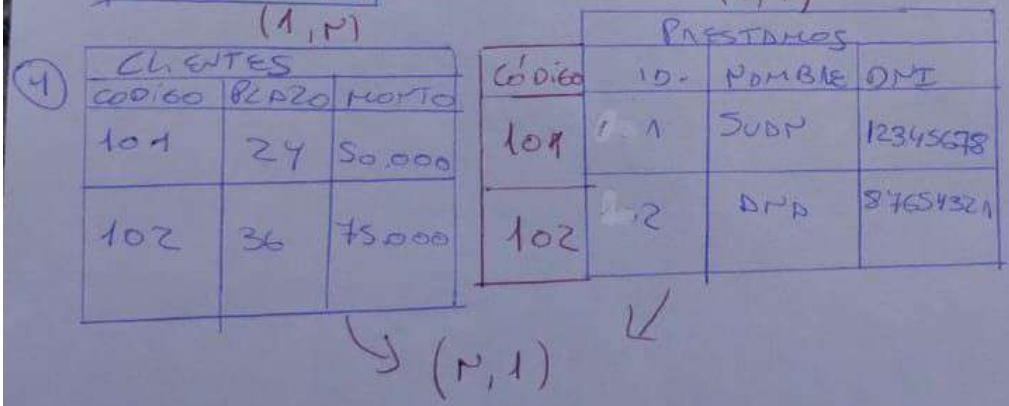 (1,N)
4
CLIENTES
CODIGO PLAZO MONTO
101 24 50.000
102 36 75.000
PRESTAMOS
CÓDIGO ID. NOMBRE DNI
101 1 JUAN 12345678
102 2 ANA 87654321
(N,1)